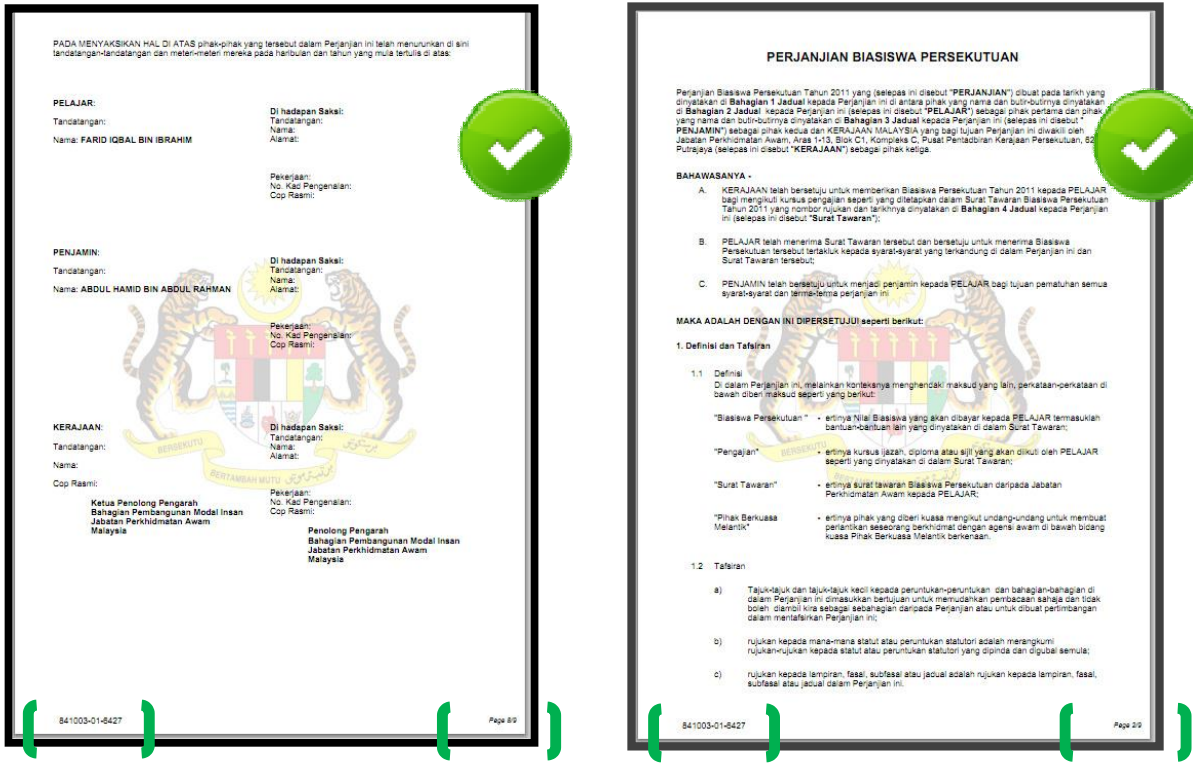 PADA MENYAKSIKAN HAL DI ATAS pihak-pihak yang tersebut dalam Perjanjian ini telah menurunkan di sini
tandatangan-tandatangan dan meteri-meteri mereka pada haribulan dan tahun yang mula tertulis di atas:
PELAJAR:
Tandatangan:
Nama: FARID IQBAL BIN IBRAHIM
Di hadapan Saksi:
Tandatangan:
Nama:
Alamat:
Pekerjaan:
No. Kad Pengenalan:
Cop Rasmi:
PENJAMIN:
Tandatangan:
Nama: ABDUL HAMID BIN ABDUL RAHMAN
Di hadapan Saksi:
Tandatangan:
Nama:
Alamat:
Pekerjaan:
No. Kad Pengenalan:
Cop Rasmi:
KERAJAAN:
Tandatangan:
Nama:
Cop Rasmi:
Ketua Penolong Pengarah
Bahagian Pembangunan Modal Insan
Jabatan Perkhidmatan Awam
Malaysia
Di hadapan Saksi:
Tandatangan:
Nama:
Alamat:
Pekerjaan:
No. Kad Pengenalan:
Cop Rasmi:
Penolong Pengarah
Bahagian Pembangunan Modal Insan
Jabatan Perkhidmatan Awam
Malaysia
BERSEKUTU
BERTAMBAH MUTU
841003-01-6427
Page 8/9
PERJANJIAN BIASISWA PERSEKUTUAN
Perjanjian Biasiswa Persekutuan Tahun 2011 yang (selepas ini disebut "PERJANJIAN") dibuat pada tarikh yang
dinyatakan di Bahagian 1 Jadual kepada Perjanjian ini di antara pihak yang nama dan butir-butirnya dinyatakan
di Bahagian 2 Jadual kepada Perjanjian ini (selepas ini disebut "PELAJAR") sebagai pihak pertama dan pihak
yang nama dan butir-butirnya dinyatakan di Bahagian 3 Jadual kepada Perjanjian ini (selepas ini disebut "
PENJAMIN") sebagai pihak kedua dan KERAJAAN MALAYSIA yang bagi tujuan Perjanjian ini diwakili oleh
Jabatan Perkhidmatan Awam, Aras 1-13, Blok C1, Kompleks C, Pusat Pentadbiran Kerajaan Persekutuan, 62
Putrajaya (selepas ini disebut "KERAJAAN") sebagai pihak ketiga.
BAHAWASANYA -
A. KERAJAAN telah bersetuju untuk memberikan Biasiswa Persekutuan Tahun 2011 kepada PELAJAR
bagi mengikuti kursus pengajian seperti yang ditetapkan dalam Surat Tawaran Biasiswa Persekutuan
Tahun 2011 yang nombor rujukan dan tarikhnya dinyatakan di Bahagian 4 Jadual kepada Perjanjian
ini (selepas ini disebut "Surat Tawaran");
B. PELAJAR telah menerima Surat Tawaran tersebut dan bersetuju untuk menerima Biasiswa
Persekutuan tersebut tertakluk kepada syarat-syarat yang terkandung di dalam Perjanjian ini dan
Surat Tawaran tersebut;
C. PENJAMIN telah bersetuju untuk menjadi penjamin kepada PELAJAR bagi tujuan pematuhan semua
syarat-syarat dan terma-terma perjanjian ini
MAKA ADALAH DENGAN INI DIPERSETUJUI seperti berikut:
1. Definisi dan Tafsiran
1.1 Definisi
Di dalam Perjanjian ini, melainkan konteksnya menghendaki maksud yang lain, perkataan-perkataan di
bawah diberi maksud seperti yang berikut:
"Biasiswa Persekutuan " - ertinya Nilai Biasiswa yang akan dibayar kepada PELAJAR termasuklah
bantuan-bantuan lain yang dinyatakan di dalam Surat Tawaran;
"Pengajian" - ertinya kursus ijazah, diploma atau sijil yang akan diikuti oleh PELAJAR
seperti yang dinyatakan di dalam Surat Tawaran;
"Surat Tawaran" - ertinya surat tawaran Biasiswa Persekutuan daripada Jabatan
Perkhidmatan Awam kepada PELAJAR;
"Pihak Berkuasa - ertinya pihak yang diberi kuasa mengikut undang-undang untuk membuat
Melantik" perlantikan seseorang berkhidmat dengan agensi awam di bawah bidang
kuasa Pihak Berkuasa Melantik berkenaan.
1.2 Tafsiran
a) Tajuk-tajuk dan tajuk-tajuk kecil kepada peruntukan-peruntukan dan bahagian-bahagian di
dalam Perjanjian ini dimasukkan bertujuan untuk memudahkan pembacaan sahaja dan tidak
boleh diambil kira sebagai sebahagian daripada Perjanjian atau untuk dibuat pertimbangan
dalam mentafsirkan Perjanjian ini;
b) rujukan kepada mana-mana statut atau peruntukan statutori adalah merangkumi
rujukan-rujukan kepada statut atau peruntukan statutori yang dipinda dan digubal semula;
c) rujukan kepada lampiran, fasal, subfasal atau jadual adalah rujukan kepada lampiran, fasal,
subfasal atau jadual dalam Perjanjian ini.
BERSEKUTU
841003-01-6427
Page 2/9